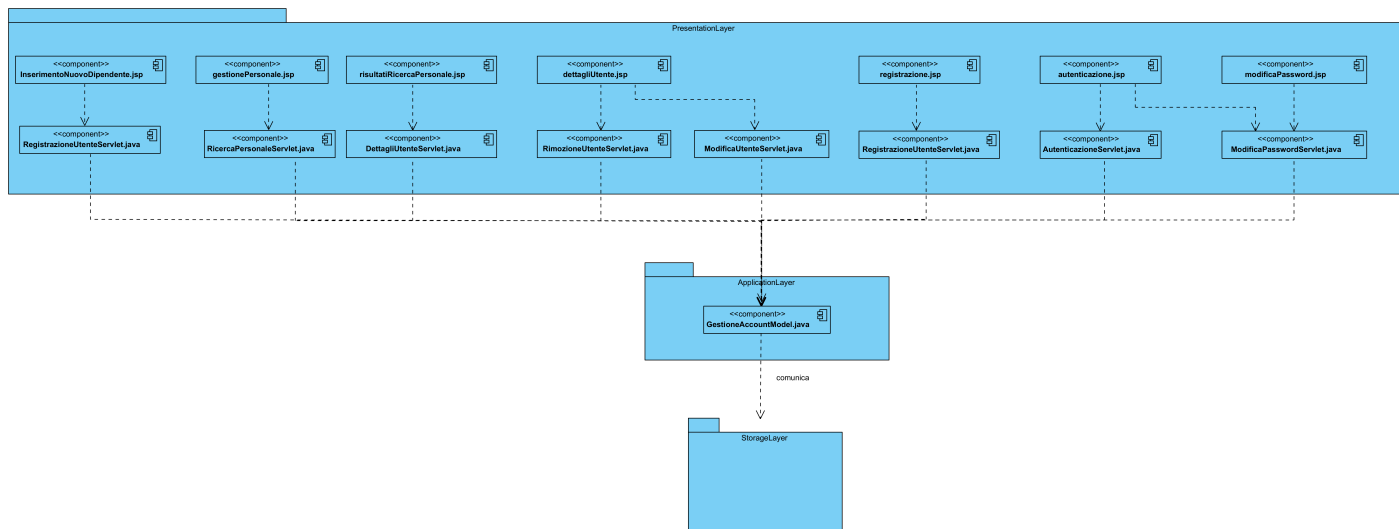 PresentationLayer
<<component>>
InserimentoNuovoDipendente.jsp
<<component>>
gestionePersonale.jsp
<<component>>
risultatiRicercaPersonale.jsp
<<component>>
dettagliUtente.jsp
<<component>>
registrazione.jsp
<<component>>
autenticazione.jsp
<<component>>
modificaPassword.jsp
<<component>>
RegistrazioneUtenteServlet.java
<<component>>
RicercaPersonaleServlet.java
<<component>>
DettagliUtenteServlet.java
<<component>>
RimozioneUtenteServlet.java
<<component>>
ModificaUtenteServlet.java
<<component>>
RegistrazioneUtenteServlet.java
<<component>>
AutenticazioneServlet.java
<<component>>
ModificaPasswordServlet.java
ApplicationLayer
<<component>>
GestioneAccountModel.java
comunica
StorageLayer